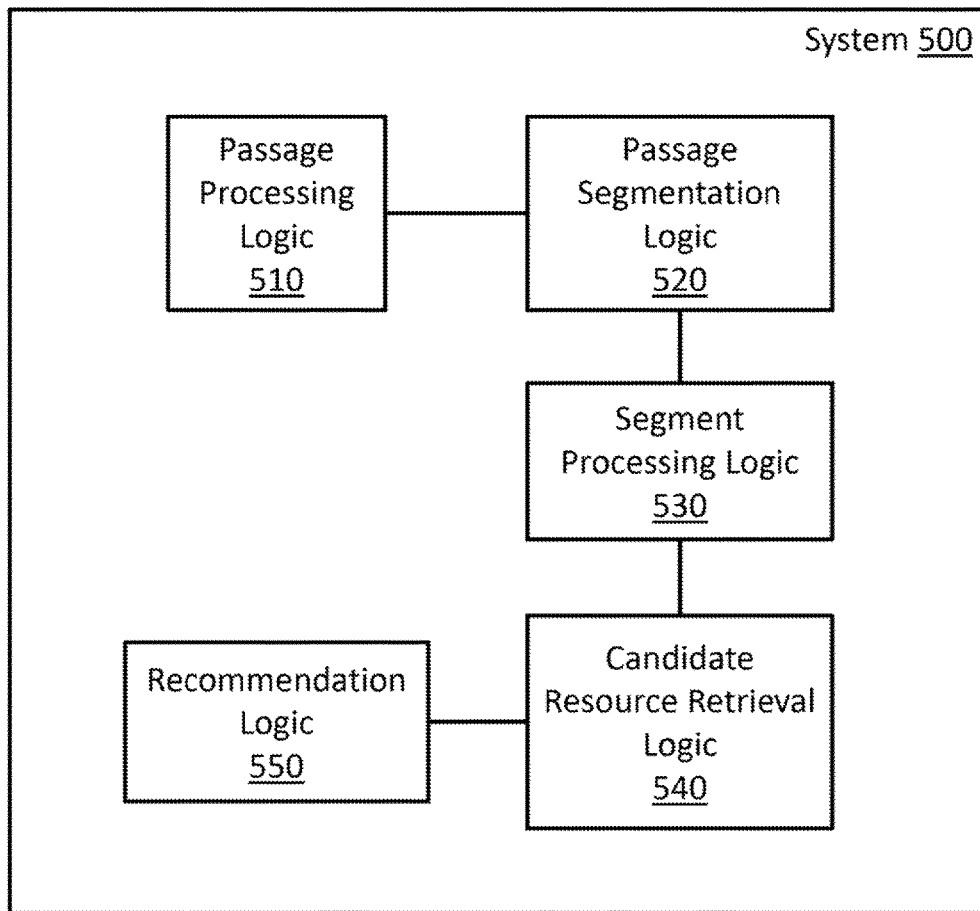 System 500
Passage
Processing
Logic
510
Passage
Segmentation
Logic
520
Segment
Processing Logic
530
Candidate
Resource Retrieval
Logic
540
Recommendation
Logic
550